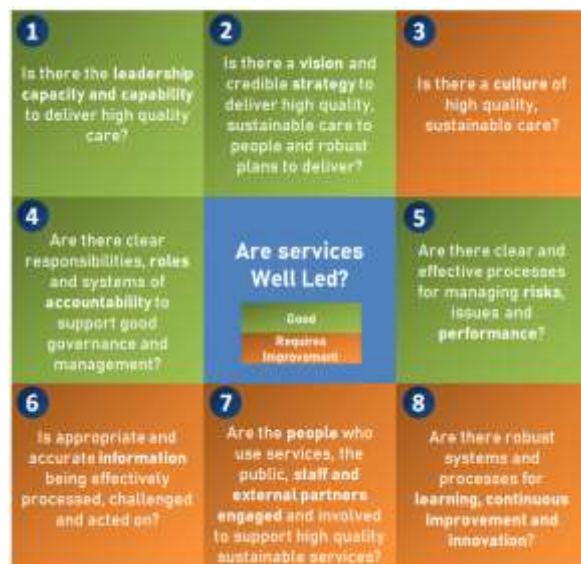 1
Is there the leadership
capacity and capability
to deliver high quality
care?
2
Is there a vision and
credible strategy to
deliver high quality,
sustainable care to
people and robust
plans to deliver?
3
Is there a culture of
high quality,
sustainable care?
4
Are there clear
responsibilities, roles
and systems of
accountability to
support good
governance and
management?
Are services
Well Led?
Good
Requires
Improvement
5
Are there clear and
effective processes
for managing risks,
issues and
performance?
6
Is appropriate and
accurate information
being effectively
processed, challenged
and acted on?
7
Are the people who
use services, the
public, staff and
external partners
engaged and involved
to support high quality
sustainable services?
8
Are there robust
systems and
processes for
learning, continuous
improvement and
innovation?